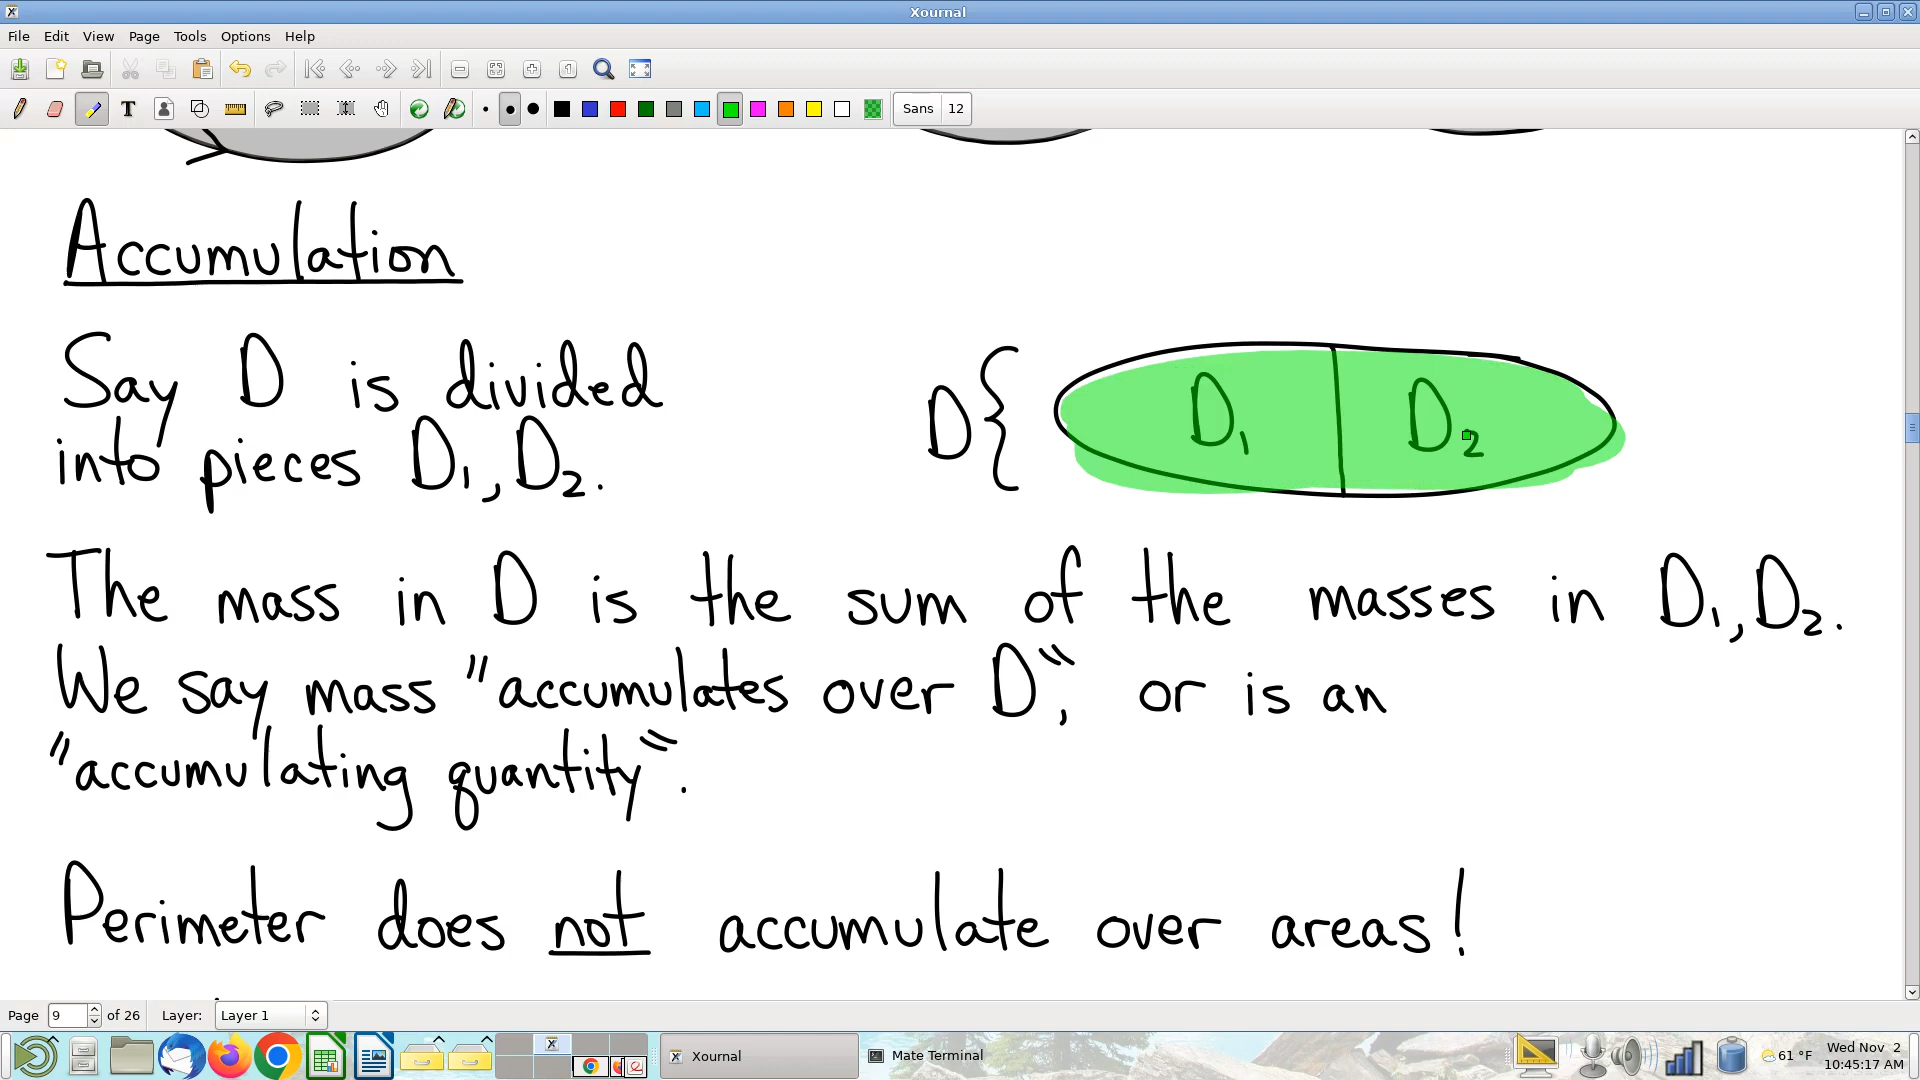 Xournal
File Edit View Page Tools Options Help
Sans 12
Accumulation
Say D is divided
into pieces D₁, D₂.
D{ D₁ D₂
The mass in D is the sum of the masses in D₁, D₂.
We say mass "accumulates over D", or is an
"accumulating quantity".
Perimeter does not accumulate over areas!
Page 9 of 26 Layer: Layer 1
Xournal Mate Terminal 61 °F Wed Nov 2
10:45:17 AM